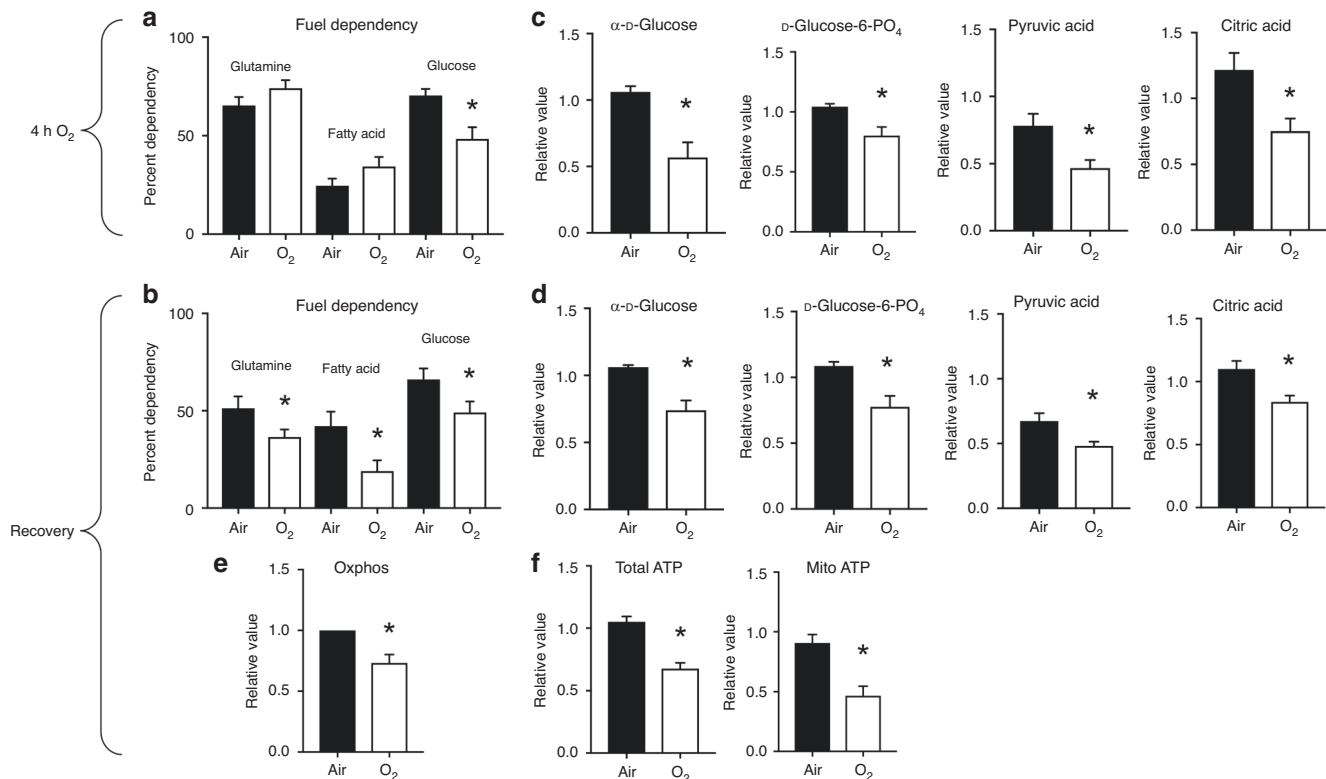 a
Fuel dependency
100
50
0
Percent dependency
Glutamine
Fatty acid
Glucose
*
Air O₂ Air O₂ Air O₂
4 h O₂
c
α-D-Glucose
1.5
1.0
0.5
0.0
Relative value
*
Air O₂
D-Glucose-6-PO₄
1.5
1.0
0.5
0.0
Relative value
*
Air O₂
Pyruvic acid
1.5
1.0
0.5
0.0
Relative value
*
Air O₂
Citric acid
1.5
1.0
0.5
0.0
Relative value
*
Air O₂
b
Fuel dependency
100
50
0
Percent dependency
Glutamine
Fatty acid
Glucose
* * *
Air O₂ Air O₂ Air O₂
Recovery
d
α-D-Glucose
1.5
1.0
0.5
0.0
Relative value
*
Air O₂
D-Glucose-6-PO₄
1.5
1.0
0.5
0.0
Relative value
*
Air O₂
Pyruvic acid
1.5
1.0
0.5
0.0
Relative value
*
Air O₂
Citric acid
1.5
1.0
0.5
0.0
Relative value
*
Air O₂
e
Oxphos
1.5
1.0
0.5
0.0
Relative value
*
Air O₂
f
Total ATP
1.5
1.0
0.5
0.0
Relative value
*
Air O₂
Mito ATP
1.5
1.0
0.5
0.0
Relative value
*
Air O₂